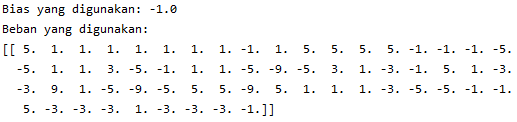 Bias yang digunakan: -1.0
Beban yang digunakan:
[[ 5. 1. 1. 1. 1. 1. 1. 1. -1. 1. 5. 5. 5. 5. -1. -1. -1. -5.
-5. 1. 1. 3. -5. -1. 1. 1. -5. -9. -5. 3. 1. -3. -1. 5. 1. -3.
-3. 9. 1. -5. -9. -5. 5. 5. -9. 5. 1. 1. 1. -3. -5. -5. -1. -1.
5. -3. -3. -3. 1. -3. -3. -3. -1.]]